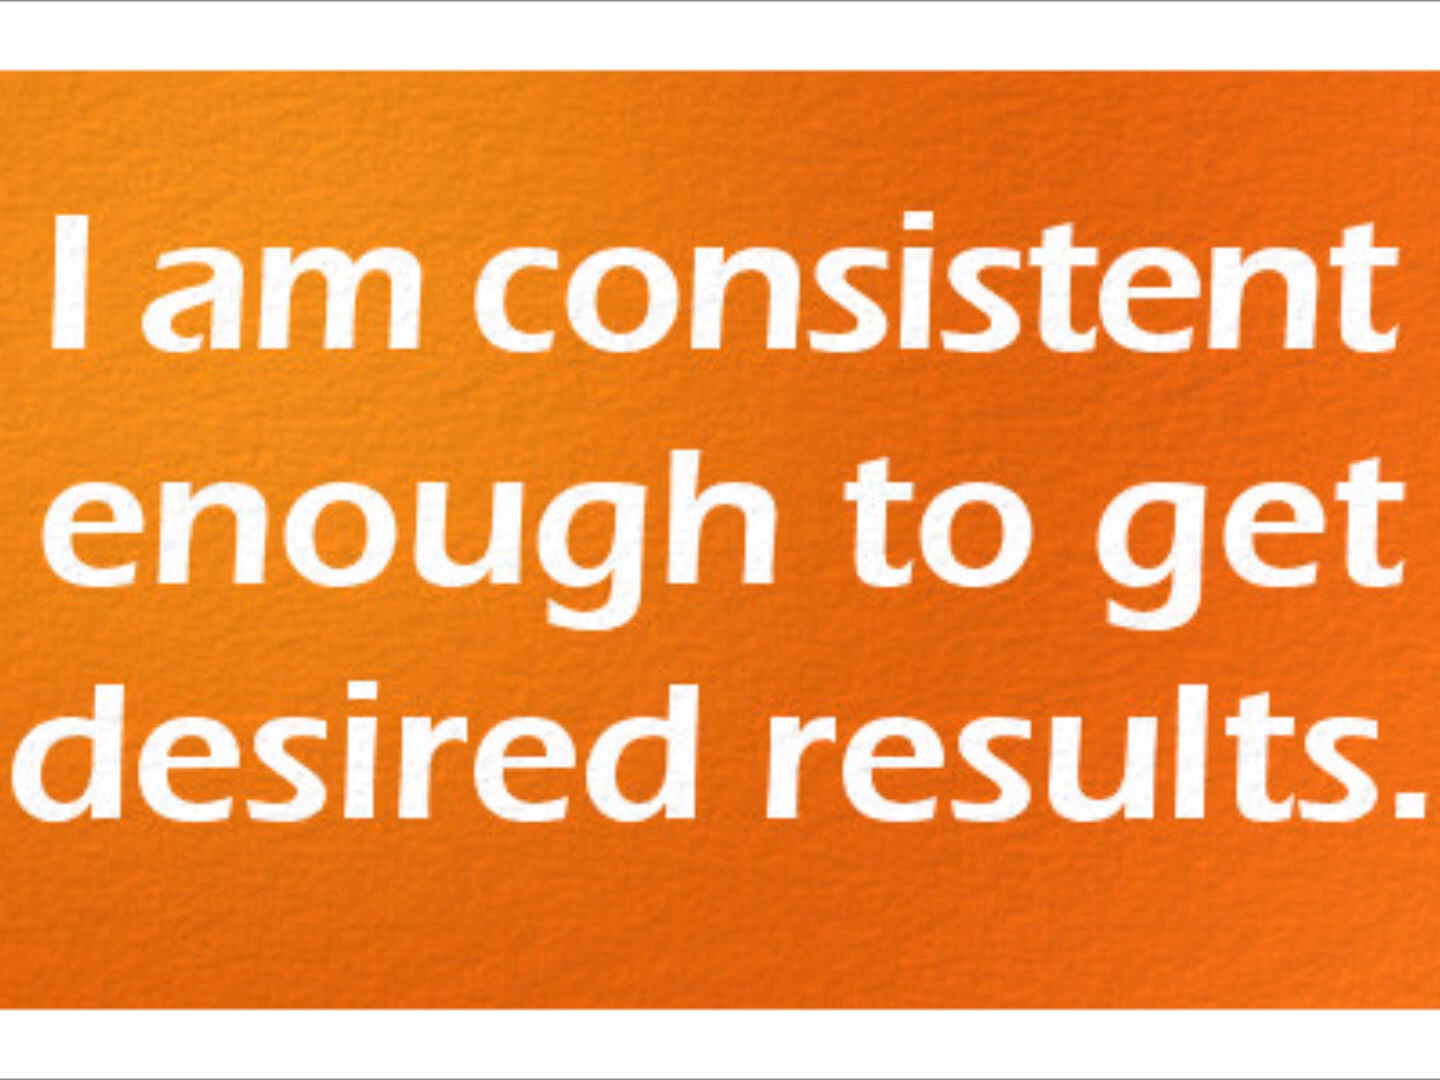 I am consistent
enough to get
desired results.